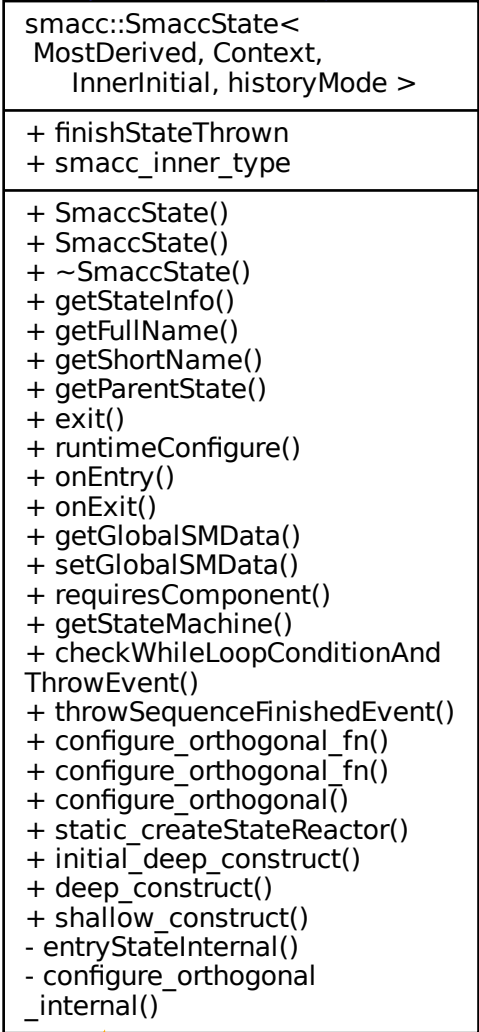 smacc::SmaccState<
MostDerived, Context,
InnerInitial, historyMode >
+ finishStateThrown
+ smacc_inner_type
+ SmaccState()
+ SmaccState()
+ ~SmaccState()
+ getStateInfo()
+ getFullName()
+ getShortName()
+ getParentState()
+ exit()
+ runtimeConfigure()
+ onEntry()
+ onExit()
+ getGlobalSMData()
+ setGlobalSMData()
+ requiresComponent()
+ getStateMachine()
+ checkWhileLoopConditionAnd
ThrowEvent()
+ throwSequenceFinishedEvent()
+ configure_orthogonal_fn()
+ configure_orthogonal_fn()
+ configure_orthogonal()
+ static_createStateReactor()
+ initial_deep_construct()
+ deep_construct()
+ shallow_construct()
- entryStateInternal()
- configure_orthogonal
_internal()